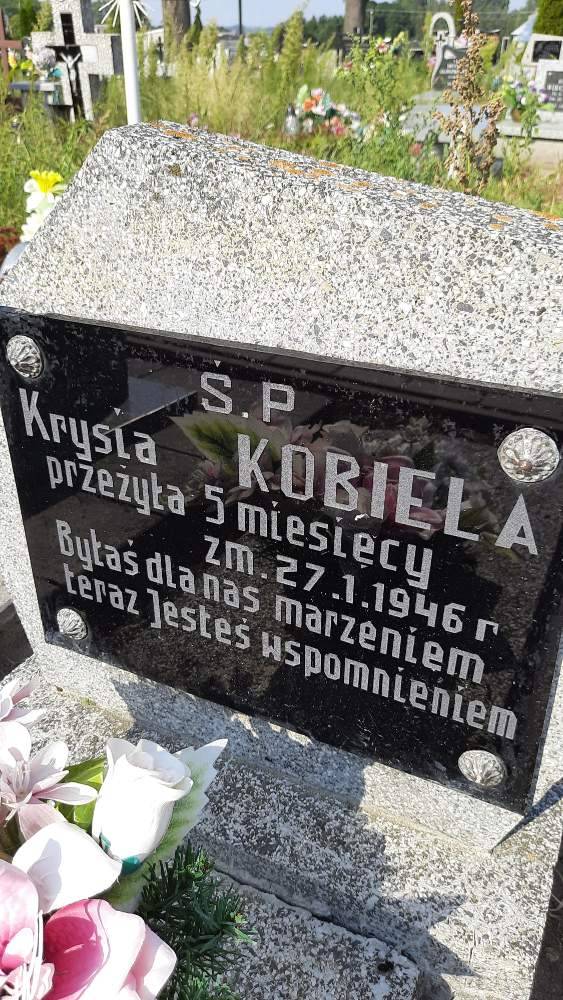 Ś.P
Krysia KOBIELA
przeżyła 5 miesięcy
zm. 27.1.1946 r
Byłaś dla nas marzeniem
teraz jesteś wspomnieniem